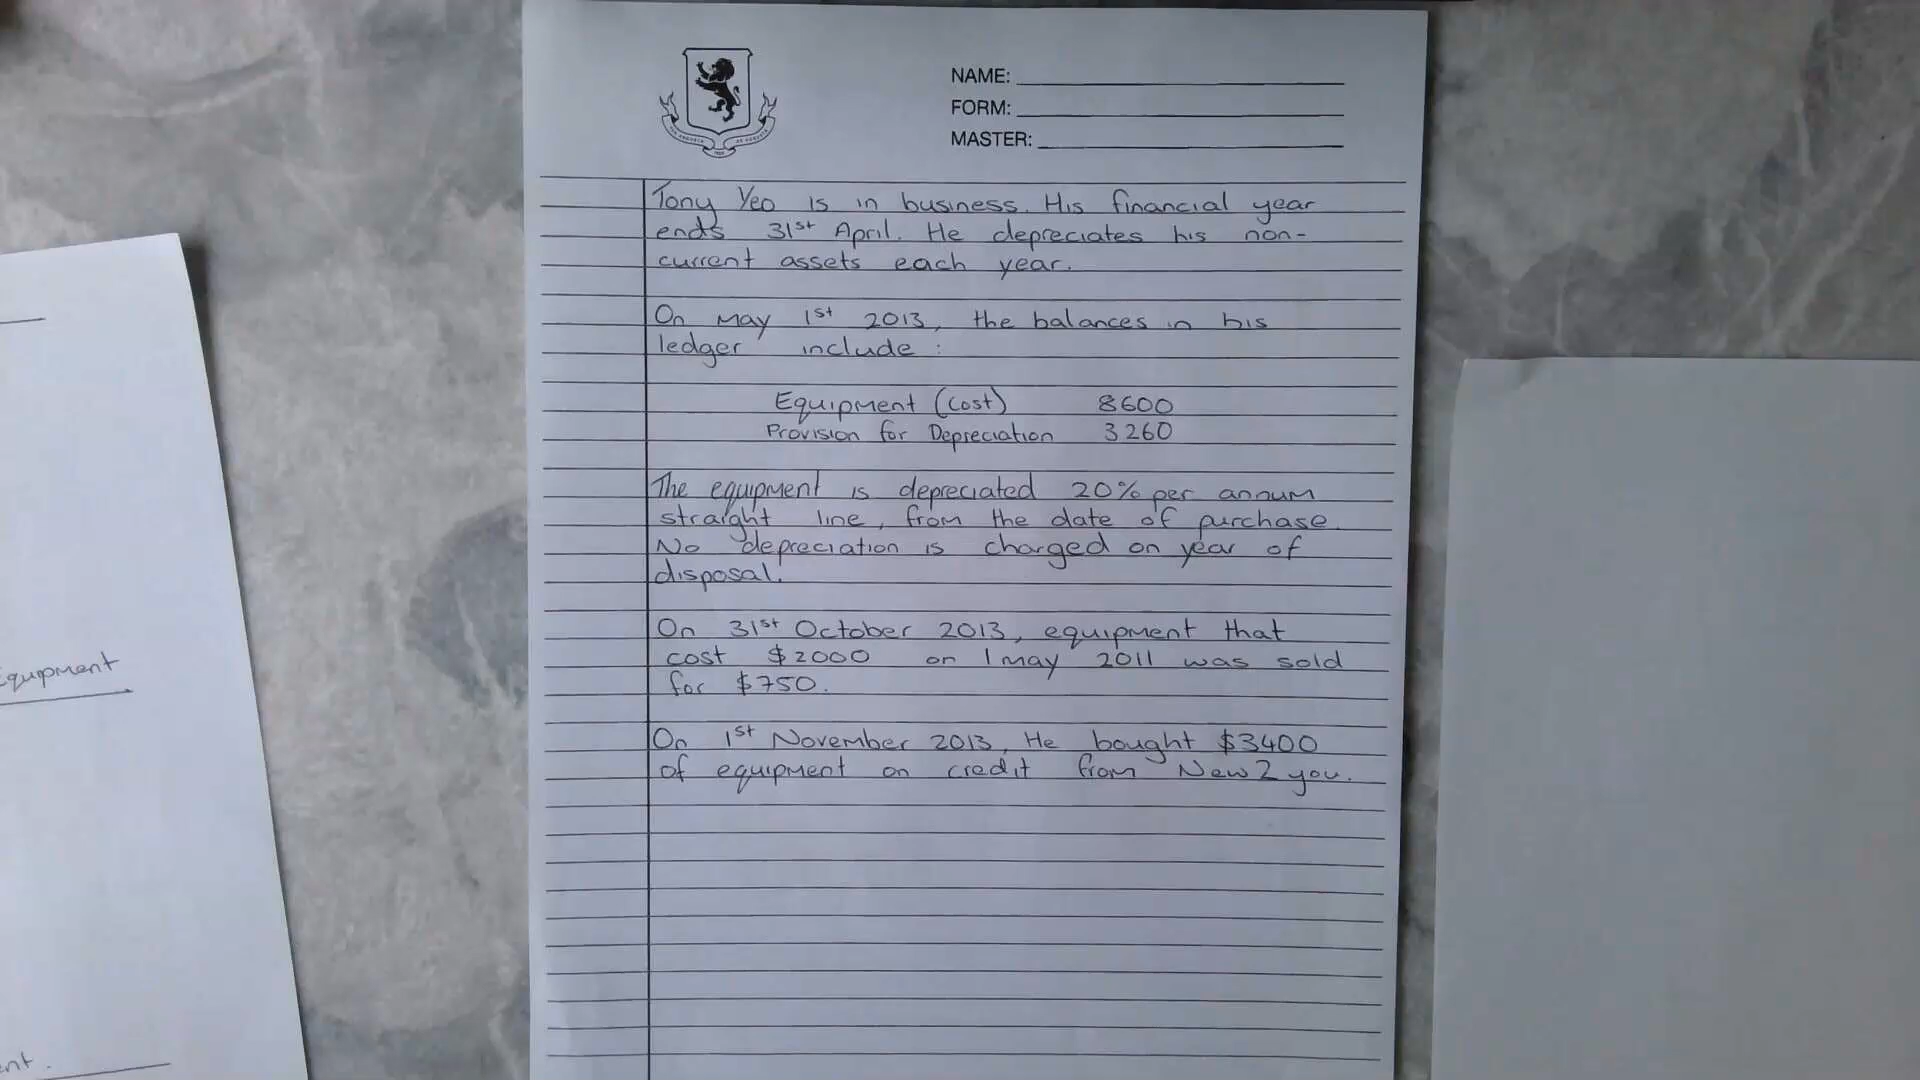 NAME:
FORM:
MASTER:
Tony Yeo is in business. His financial year
ends 31st April. He depreciates his non-
current assets each year.
On May 1st 2013, the balances in his
ledger include :
Equipment (Cost) 8600
Provision for Depreciation 3260
The equipment is depreciated 20% per annum
straight line, from the date of purchase.
No depreciation is charged on year of
disposal.
On 31st October 2013, equipment that
cost $2000 on 1 May 2011 was sold
for $750.
On 1st November 2013, He bought $3400
of equipment on credit from New2you.
Equipment